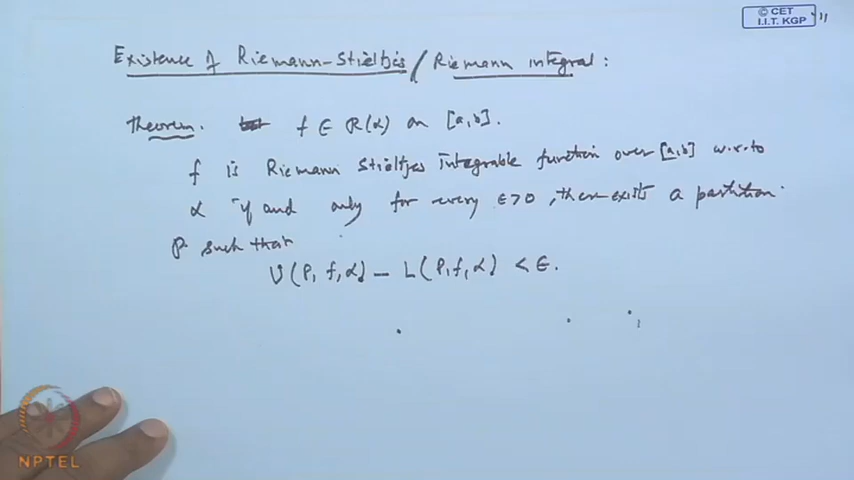 © CET
I.I.T. KGP
Existence of Riemann-Stieltjes / Riemann integral:
Theorem. f ∈ R(α) on [a,b].
f is Riemann Stieltjes integrable function over [a,b] w.r.to
α if and only for every ε>0, there exists a partition
P such that
U(P, f, α) - L(P, f, α) < ε.
NPTEL